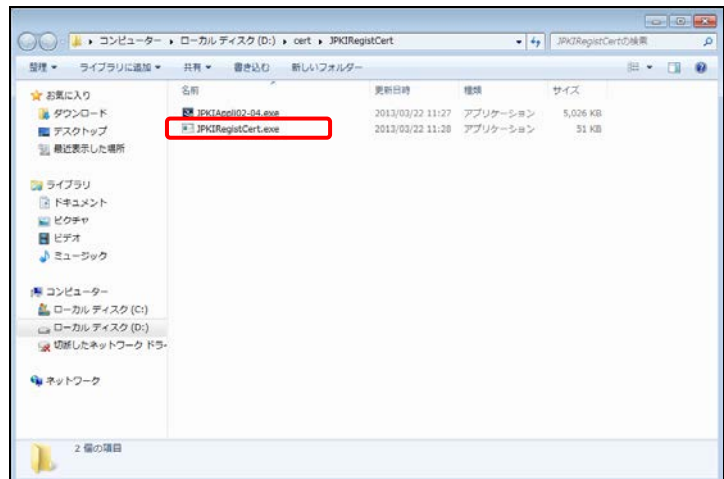 コンピューター ▸ ローカル ディスク (D:) ▸ cert ▸ JPKIRegistCert
JPKIRegistCertの検索
整理 ライブラリに追加 共有 書き込む 新しいフォルダー
お気に入り
ダウンロード
デスクトップ
最近表示した場所
ライブラリ
ドキュメント
ピクチャ
ビデオ
ミュージック
コンピューター
ローカル ディスク (C:)
ローカル ディスク (D:)
切断したネットワーク ドラ
ネットワーク
名前 更新日時 種類 サイズ
JPKIAppli02-04.exe 2013/03/22 11:27 アプリケーション 5,026 KB
JPKIRegistCert.exe 2013/03/22 11:28 アプリケーション 51 KB
2 個の項目